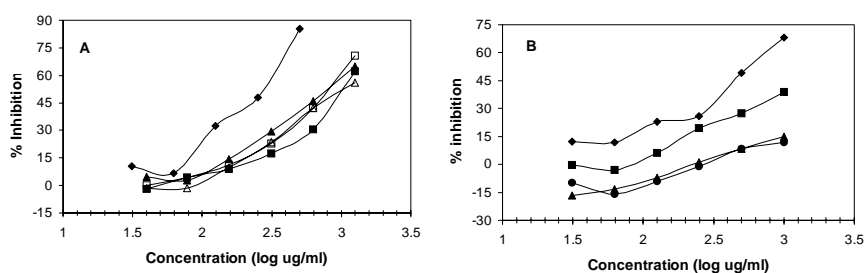 A
% Inhibition
90
75
60
45
30
15
0
-15
1 1.5 2 2.5 3 3.5
Concentration (log ug/ml)
B
% inhibition
75
60
45
30
15
0
-15
-30
1 1.5 2 2.5 3 3.5
Concentration (log ug/ml)